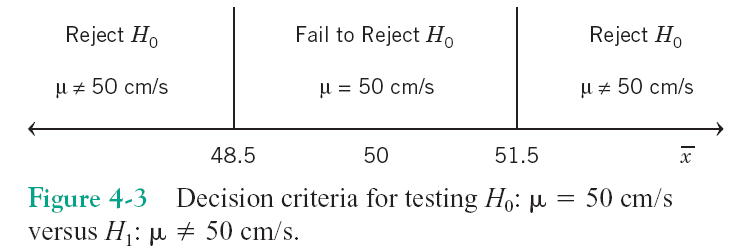 Reject H₀ Fail to Reject H₀ Reject H₀
μ ≠ 50 cm/s μ = 50 cm/s μ ≠ 50 cm/s
48.5 50 51.5 x̅
Figure 4-3 Decision criteria for testing H₀: μ = 50 cm/s
versus H₁: μ ≠ 50 cm/s.